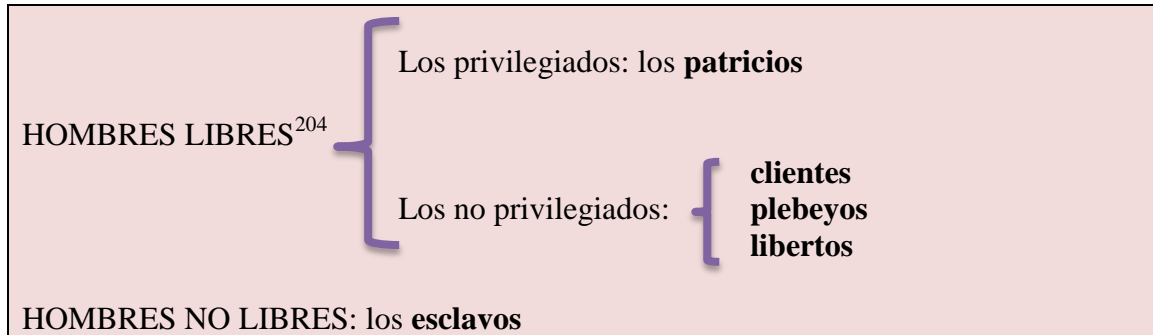 Los privilegiados: los patricios
HOMBRES LIBRES204
clientes
Los no privilegiados: plebeyos
libertos
HOMBRES NO LIBRES: los esclavos